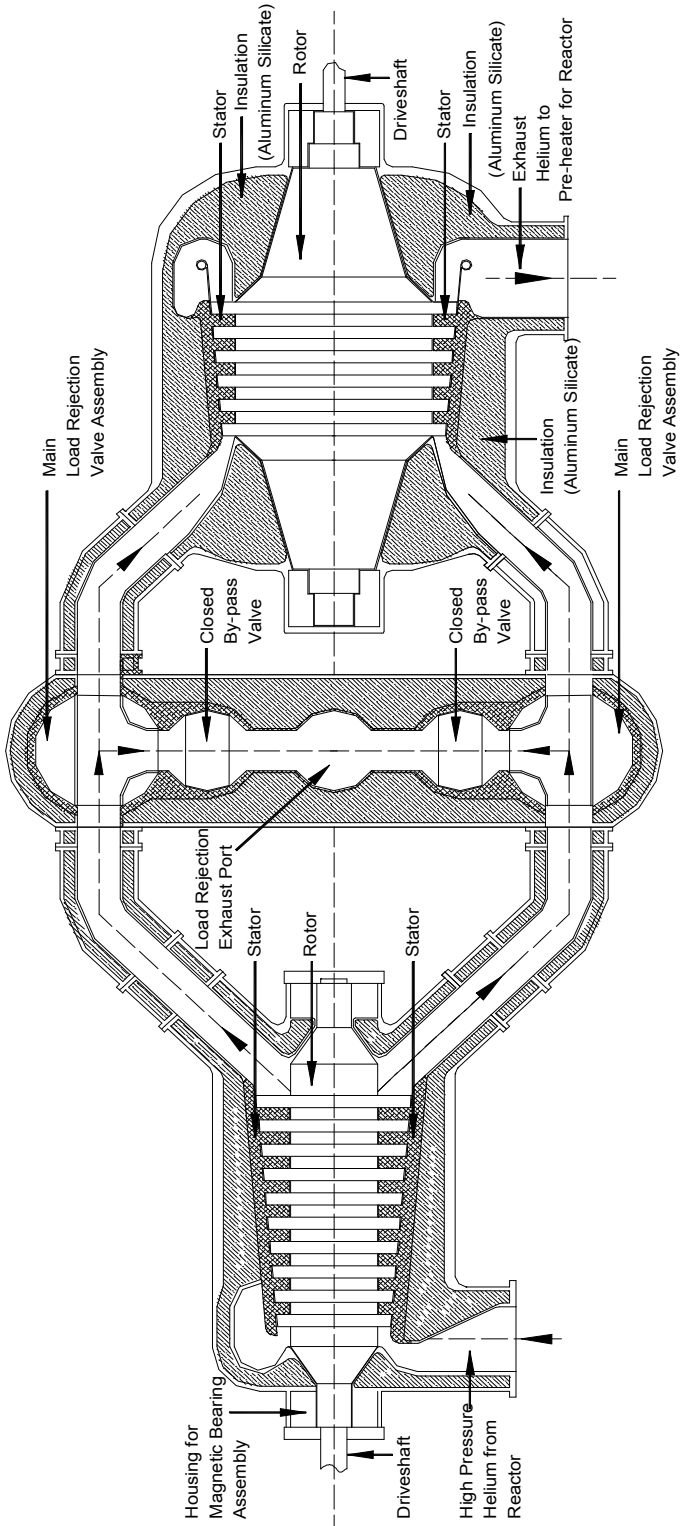 Housing for
Magnetic Bearing
Assembly
Driveshaft
High Pressure
Helium from
Reactor
Stator
Rotor
Stator
Load Rejection
Exhaust Port
Main
Load Rejection
Valve Assembly
Closed
By-pass
Valve
Closed
By-pass
Valve
Main
Load Rejection
Valve Assembly
Insulation
(Aluminum Silicate)
Stator
Insulation
(Aluminum Silicate)
Rotor
Driveshaft
Stator
Insulation
(Aluminum Silicate)
Exhaust
Helium to
Pre-heater for Reactor